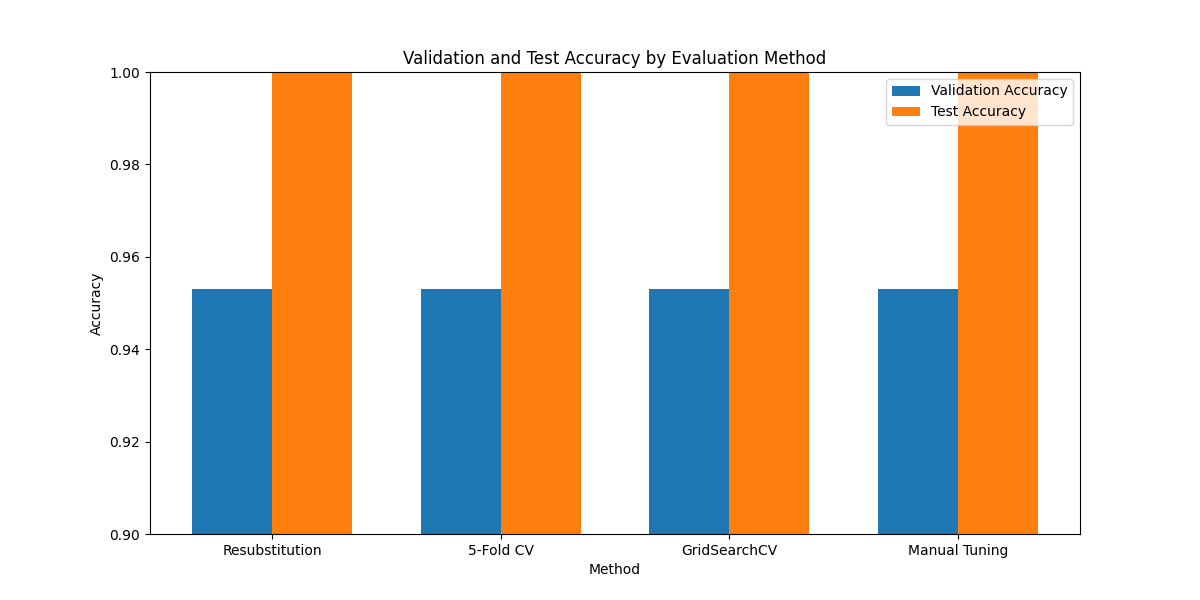 Validation and Test Accuracy by Evaluation Method
1.00
0.98
0.96
0.94
0.92
0.90
Accuracy
Validation Accuracy
Test Accuracy
Resubstitution
5-Fold CV
GridSearchCV
Manual Tuning
Method